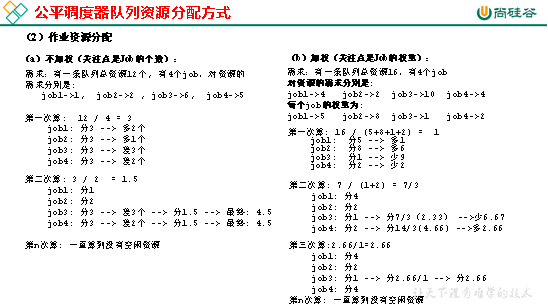 公平调度器队列资源分配方式
尚硅谷
（2）作业资源分配
（a）不加权（关注点是Job的个数）：
需求：有一条队列总资源12个，有4个job，对资源的
需求分别是：
job1->1， job2->2 ，job3->6， job4->5
第一次算： 12 / 4 = 3
job1：分3 --> 多2个
job2：分3 --> 多1个
job3：分3 --> 差3个
job4：分3 --> 差2个
第二次算：3 / 2 = 1.5
job1：分1
job2：分2
job3：分3 --> 差3个 --> 分1.5 --> 最终：4.5
job4：分3 --> 差2个 --> 分1.5 --> 最终：4.5
第n次算：一直算到没有空闲资源
（b）加权（关注点是Job的权重）：
需求：有一条队列总资源16，有4个job
对资源的需求分别是：
job1->4 job2->2 job3->10 job4->4
每个job的权重为：
job1->5 job2->8 job3->1 job4->2
第一次算：16 / (5+8+1+2) = 1
job1：分5 --> 多1
job2：分8 --> 多6
job3：分1 --> 少9
job4：分2 --> 少2
第二次算：7 / (1+2) = 7/3
job1：分4
job2：分2
job3：分1 --> 分7/3（2.33） -->少6.67
job4：分2 --> 分14/3(4.66) -->多2.66
第三次算:2.66/1=2.66
job1：分4
job2：分2
job3：分1 --> 分2.66/1 --> 分2.66
job4：分4
第n次算：一直算到没有空闲资源
让天下没有难学的技术